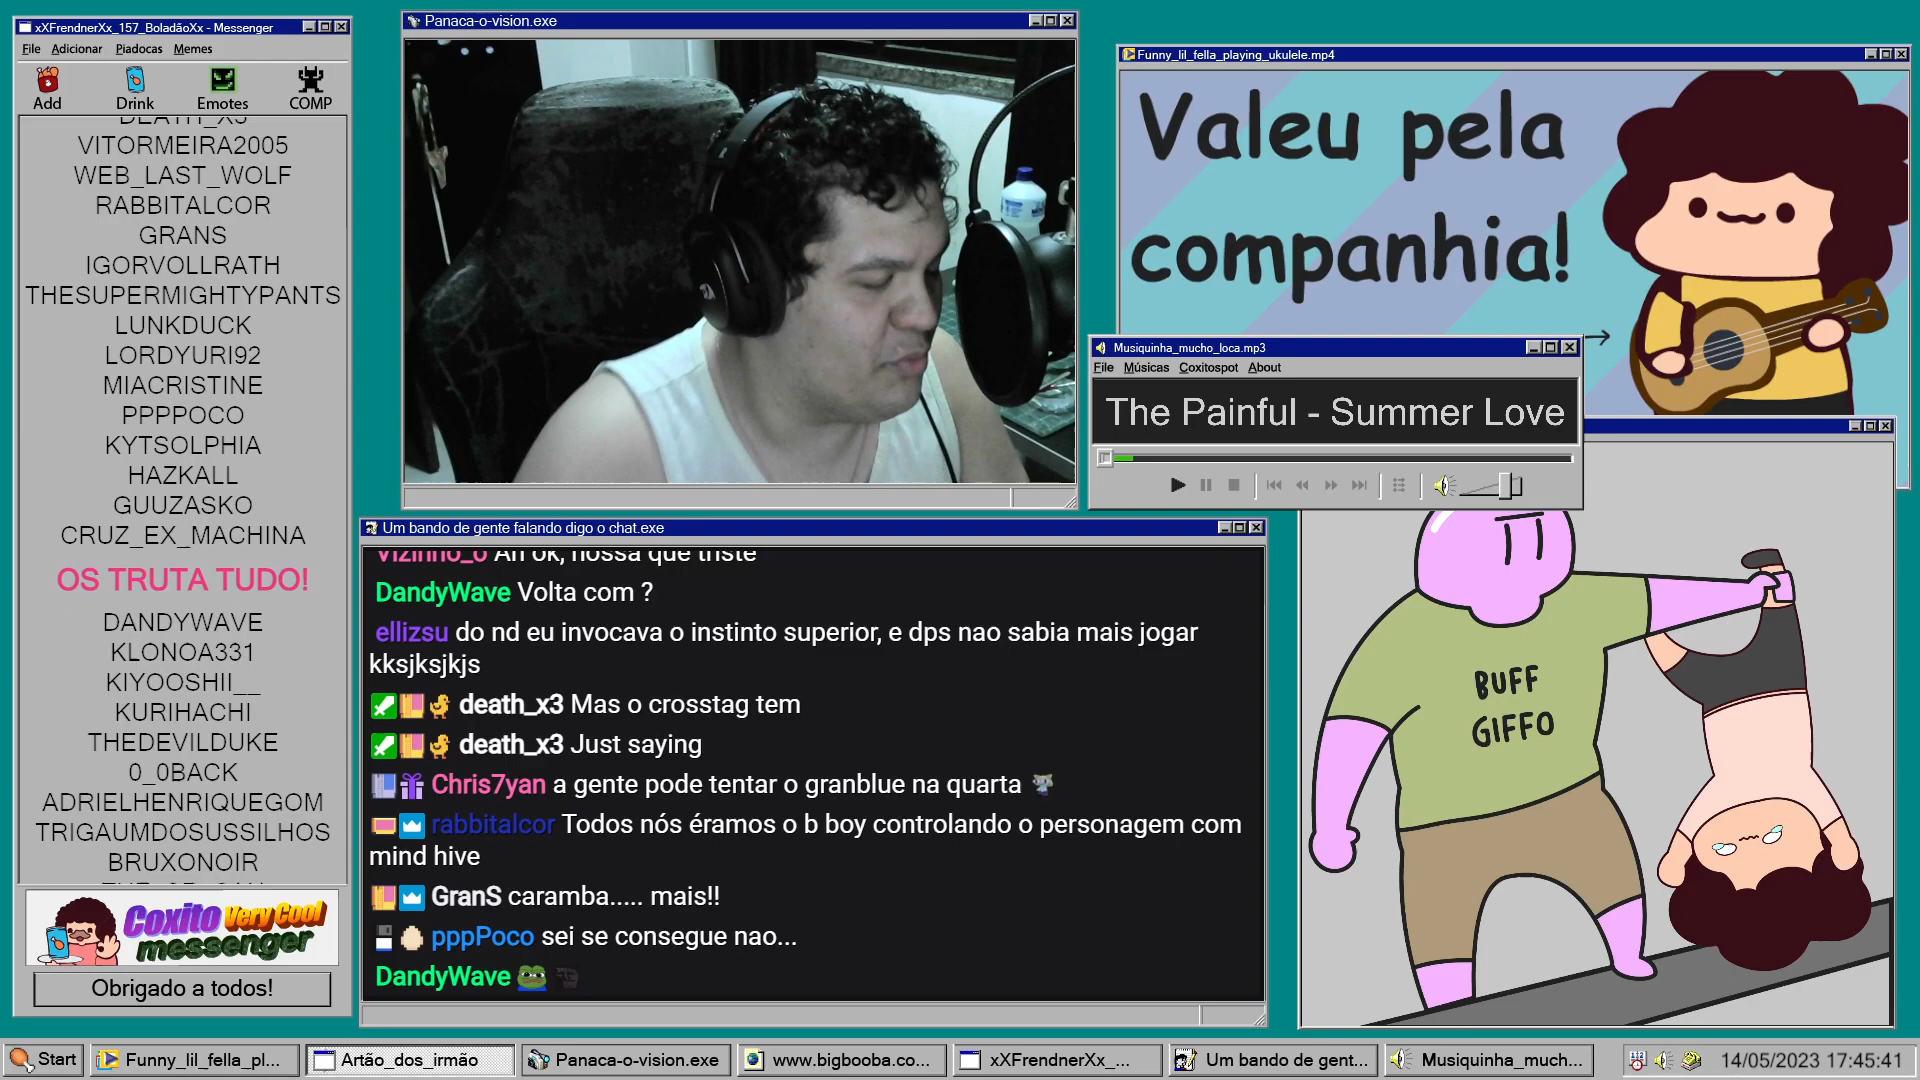 xXFrendnerXx_157_BoladãoXx - Messenger
File Adicionar Piadocas Memes
Add Drink Emotes COMP
DEATH_X3
VITORMEIRA2005
WEB_LAST_WOLF
RABBITALCOR
GRANS
IGORVOLLRATH
THESUPERMIGHTYPANTS
LUNKDUCK
LORDYURI92
MIACRISTINE
PPPPOCO
KYTSOLPHIA
HAZKALL
GUUZASKO
CRUZ_EX_MACHINA
OS TRUTA TUDO!
DANDYWAVE
KLONOA331
KIYOOSHII__
KURIHACHI
THEDEVILDUKE
0_0BACK
ADRIELHENRIQUEGOM
TRIGAUMDOSUSSILHOS
BRUXONOIR
Coxito Very Cool
messenger
Obrigado a todos!
Panaca-o-vision.exe
Um bando de gente falando digo o chat.exe
Vizinho_o Ah ok, nossa que triste
DandyWave Volta com ?
ellizsu do nd eu invocava o instinto superior, e dps nao sabia mais jogar
kksjksjkjs
death_x3 Mas o crosstag tem
death_x3 Just saying
Chris7yan a gente pode tentar o granblue na quarta
rabbitalcor Todos nós éramos o b boy controlando o personagem com
mind hive
GranS caramba..... mais!!
pppPoco sei se consegue nao...
DandyWave
Funny_lil_fella_playing_ukulele.mp4
Valeu pela
companhia!
Musiquinha_mucho_loca.mp3
File Músicas Coxitospot About
The Painful - Summer Love
BUFF
GIFFO
Start Funny_lil_fella_pl... Artão_dos_irmão Panaca-o-vision.exe www.bigbooba.co... xXFrendnerXx_... Um bando de gent... Musiquinha_much... 14/05/2023 17:45:41